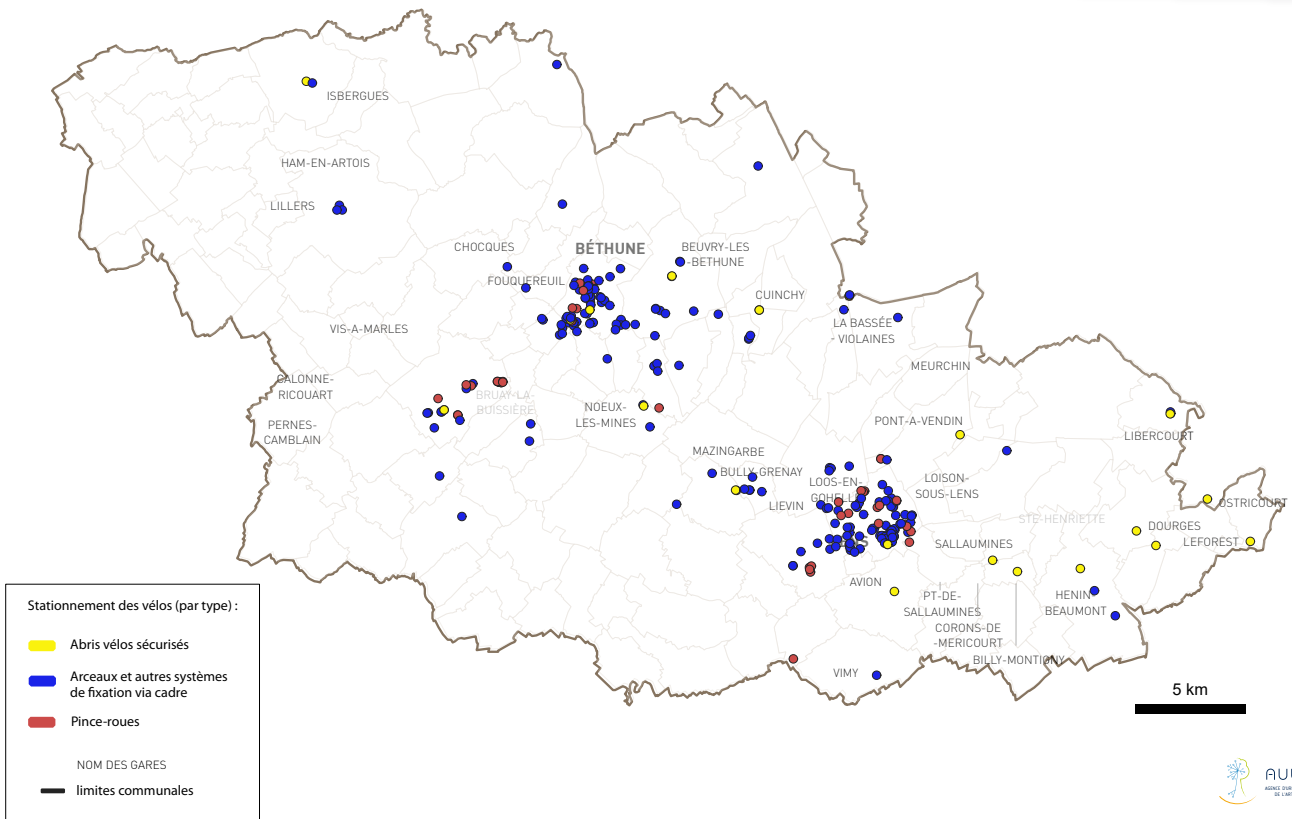 ISBERGUES
HAM-EN-ARTOIS
LILLERS
CHOCQUES
BÉTHUNE
BEUVRY-LES
-BETHUNE
FOUQUEREUIL
CUINCHY
VIS-A-MARLES
LA BASSÉE
- VIOLAINES
MEURCHIN
CALONNE-
RICOUART
BRUAY-LA-
BUISSIÈRE
NOEUX-
LES-MINES
PERNES-
CAMBLAIN
PONT-A-VENDIN
LIBERCOURT
MAZINGARBE
BULLY-GRENAY
LOOS-EN-
GOHELLE
LOISON-
SOUS-LENS
LIEVIN
OSTRICOURT
STE-HENRIETTE
DOURGES
LEFOREST
SALLAUMINES
AVION
PT-DE-
SALLAUMINES
HENIN-
BEAUMONT
CORONS-DE
-MERICOURT
BILLY-MONTIGNY
VIMY
5 km
Stationnement des vélos (par type) :
Abris vélos sécurisés
Arceaux et autres systèmes
de fixation via cadre
Pince-roues
NOM DES GARES
limites communales